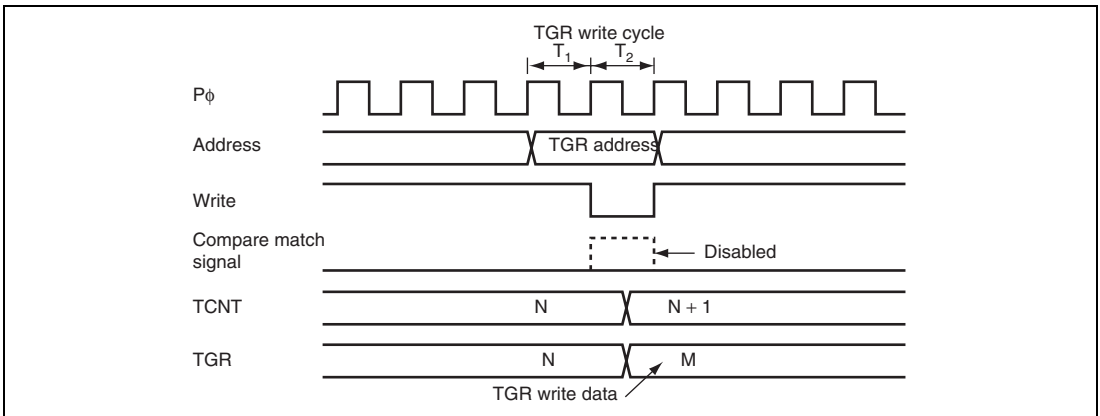 TGR write cycle
T1 T2
Pφ
Address
TGR address
Write
Compare match
signal
Disabled
TCNT
N
N + 1
TGR
N
M
TGR write data